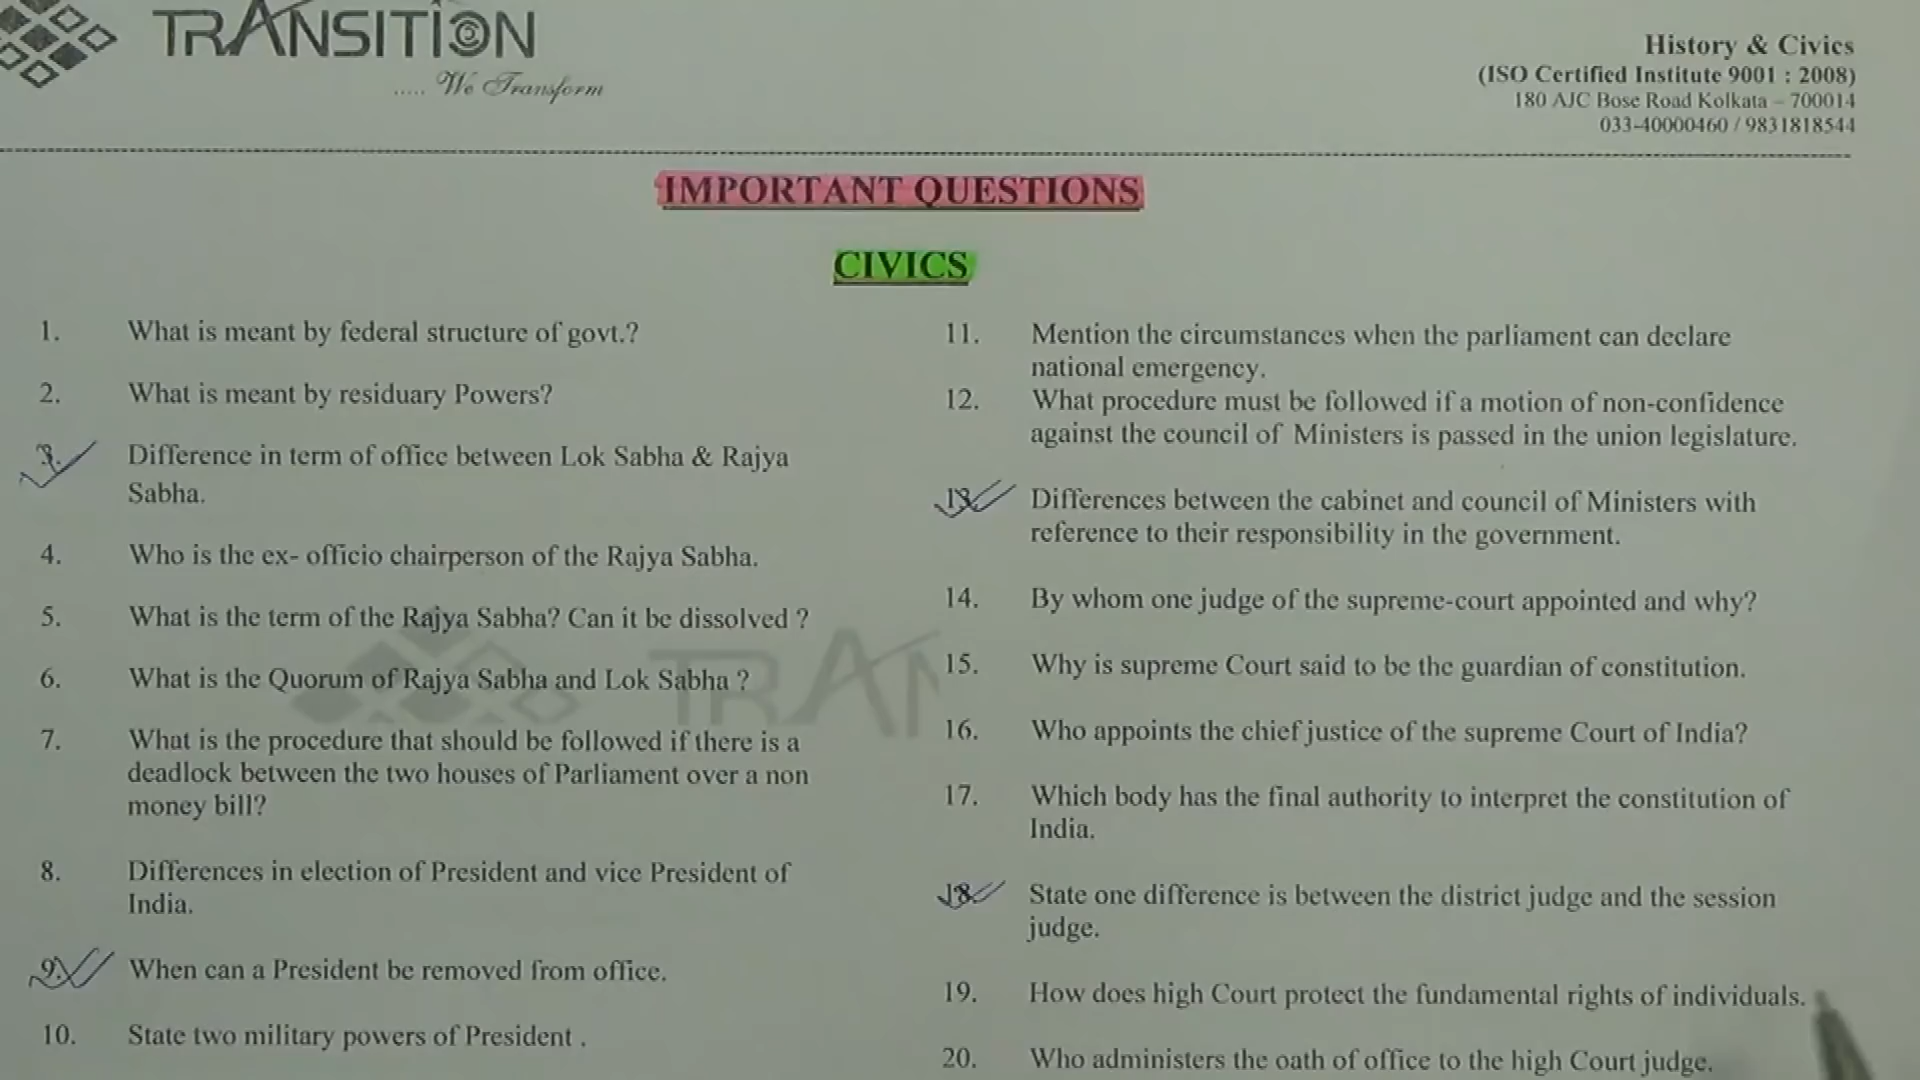 TRANSITION
..... We Transform
History & Civics
(ISO Certified Institute 9001 : 2008)
180 AJC Bose Road Kolkata – 700014
033-40000460 / 9831818544
IMPORTANT QUESTIONS
CIVICS
1. What is meant by federal structure of govt.?
2. What is meant by residuary Powers?
3. Difference in term of office between Lok Sabha & Rajya
Sabha.
4. Who is the ex- officio chairperson of the Rajya Sabha.
5. What is the term of the Rajya Sabha? Can it be dissolved ?
6. What is the Quorum of Rajya Sabha and Lok Sabha ?
7. What is the procedure that should be followed if there is a
deadlock between the two houses of Parliament over a non
money bill?
8. Differences in election of President and vice President of
India.
9. When can a President be removed from office.
10. State two military powers of President .
11. Mention the circumstances when the parliament can declare
national emergency.
12. What procedure must be followed if a motion of non-confidence
against the council of Ministers is passed in the union legislature.
13. Differences between the cabinet and council of Ministers with
reference to their responsibility in the government.
14. By whom one judge of the supreme-court appointed and why?
15. Why is supreme Court said to be the guardian of constitution.
16. Who appoints the chief justice of the supreme Court of India?
17. Which body has the final authority to interpret the constitution of
India.
18. State one difference is between the district judge and the session
judge.
19. How does high Court protect the fundamental rights of individuals.
20. Who administers the oath of office to the high Court judge.
TRAN